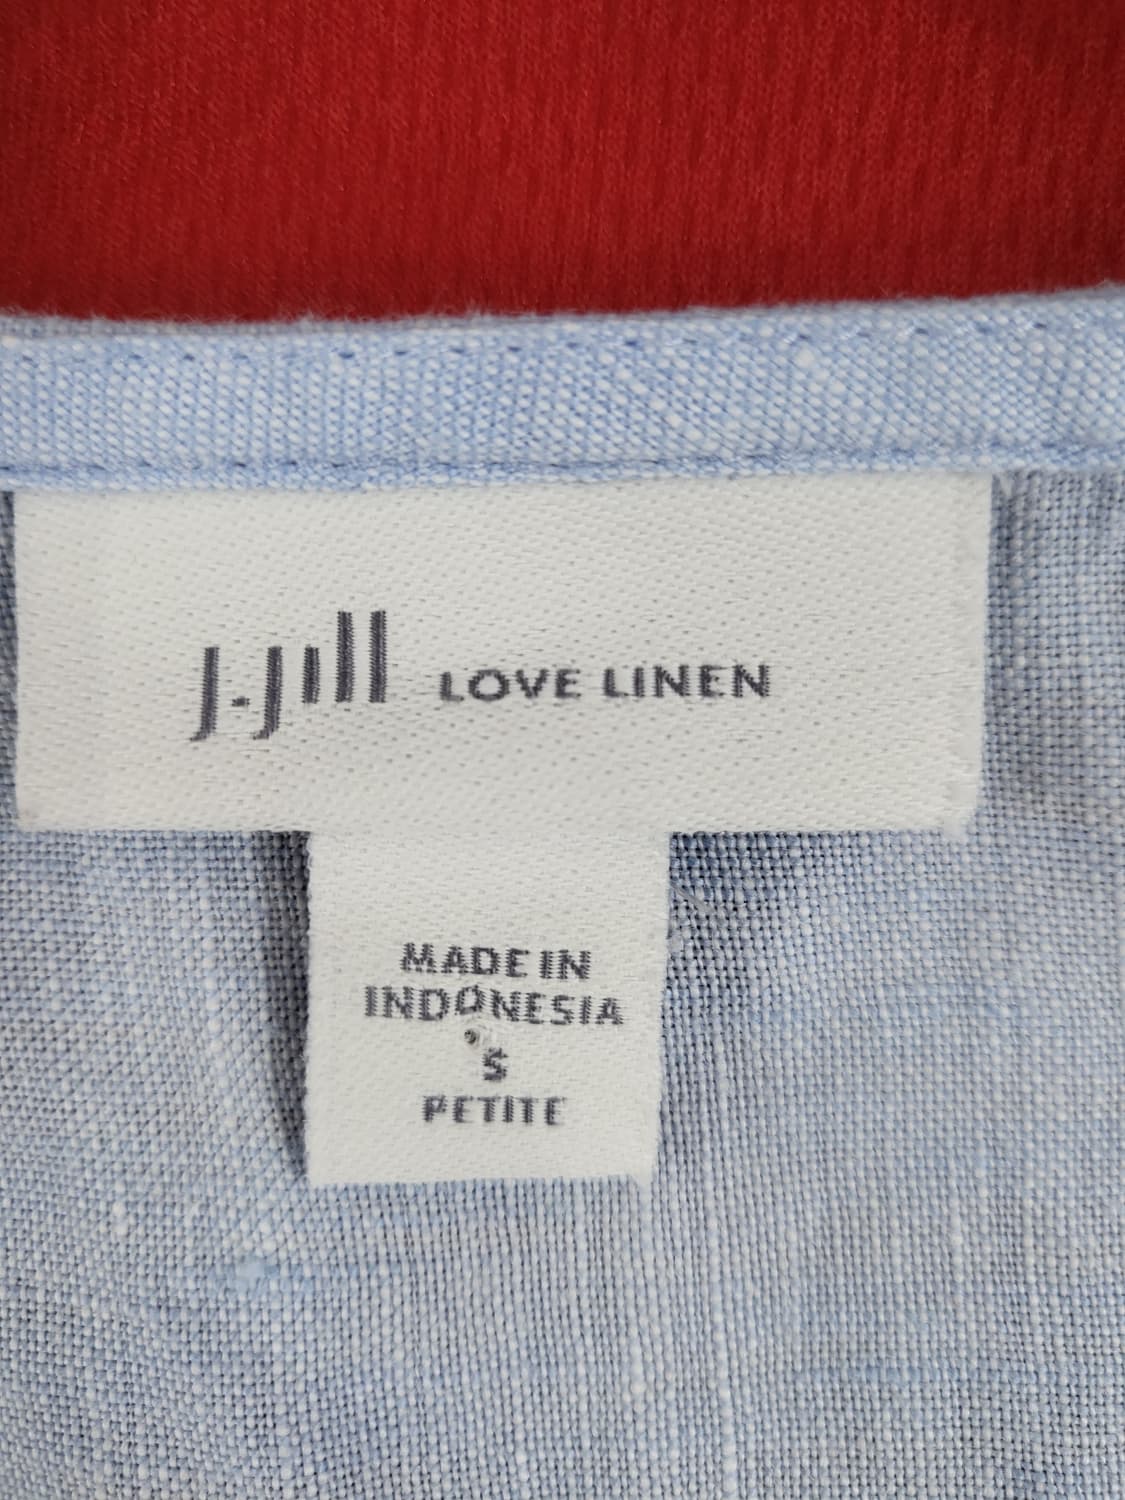 J.Jill LOVE LINEN
MADE IN
INDONESIA
S
PETITE